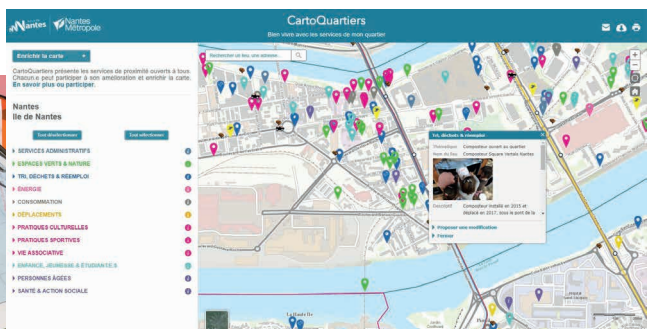 Nantes
Nantes
Métropole
CartoQuartiers
Bien vivre avec les services de mon quartier
Enrichir la carte
CartoQuartiers présente les services de proximité ouverts à tous.
Chacun.e peut participer à son amélioration et enrichir la carte.
En savoir plus ou participer.
Nantes
Ile de Nantes
Tout désélectionner
Tout sélectionner
SERVICES ADMINISTRATIFS
ESPACES VERTS & NATURE
TRI, DÉCHETS & RÉEMPLOI
ÉNERGIE
CONSOMMATION
DÉPLACEMENTS
PRATIQUES CULTURELLES
PRATIQUES SPORTIVES
VIE ASSOCIATIVE
ENFANCE, JEUNESSE & ÉTUDIANT.E.S
PERSONNES ÂGÉES
SANTÉ & ACTION SOCIALE
Rechercher un lieu, une adresse...
Tri, déchets & réemploi
Thématique Composteur ouvert au quartier
Nom du lieu Composteur Square Vertais Nantes
Descriptif Composteur installé en 2015 et
déplacé en 2017, sous le pont de la
Proposer une modification
Fermer
La Haute Ile